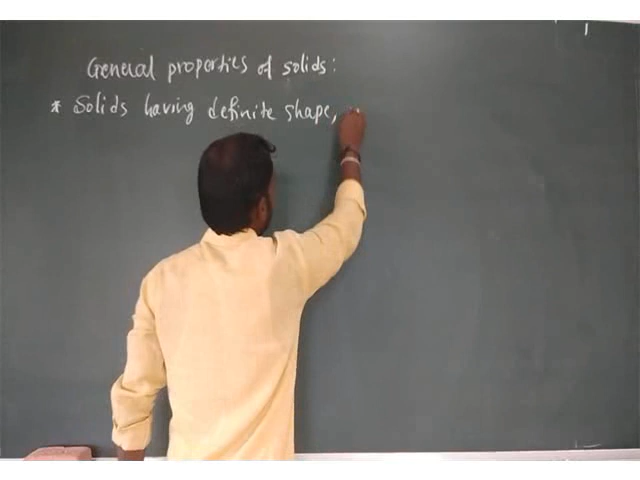 General properties of solids:
* Solids having definite shape,